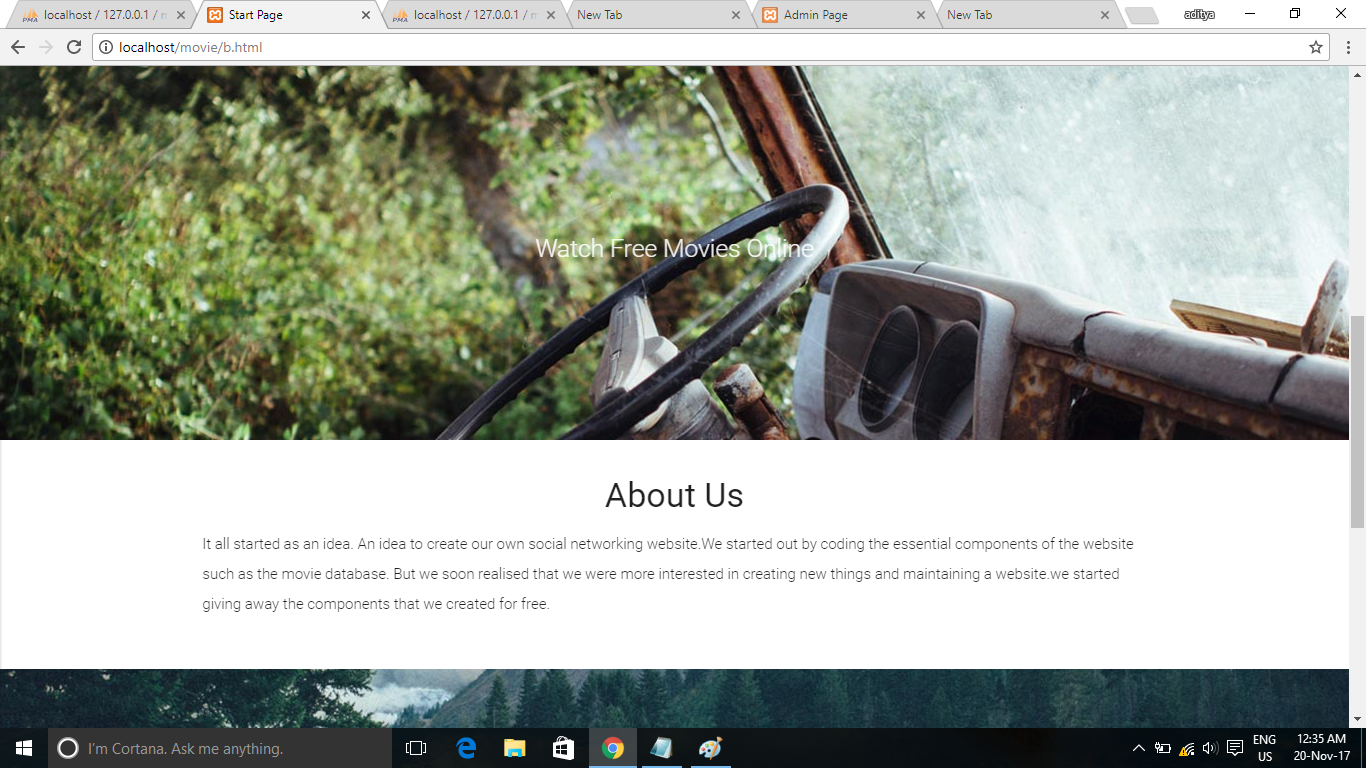 localhost / 127.0.0.1 / m
Start Page
localhost / 127.0.0.1 / m
New Tab
Admin Page
New Tab
aditya
localhost/movie/b.html
Watch Free Movies Online
About Us
It all started as an idea. An idea to create our own social networking website.We started out by coding the essential components of the website
such as the movie database. But we soon realised that we were more interested in creating new things and maintaining a website.we started
giving away the components that we created for free.
I'm Cortana. Ask me anything.
ENG
US
12:35 AM
20-Nov-17